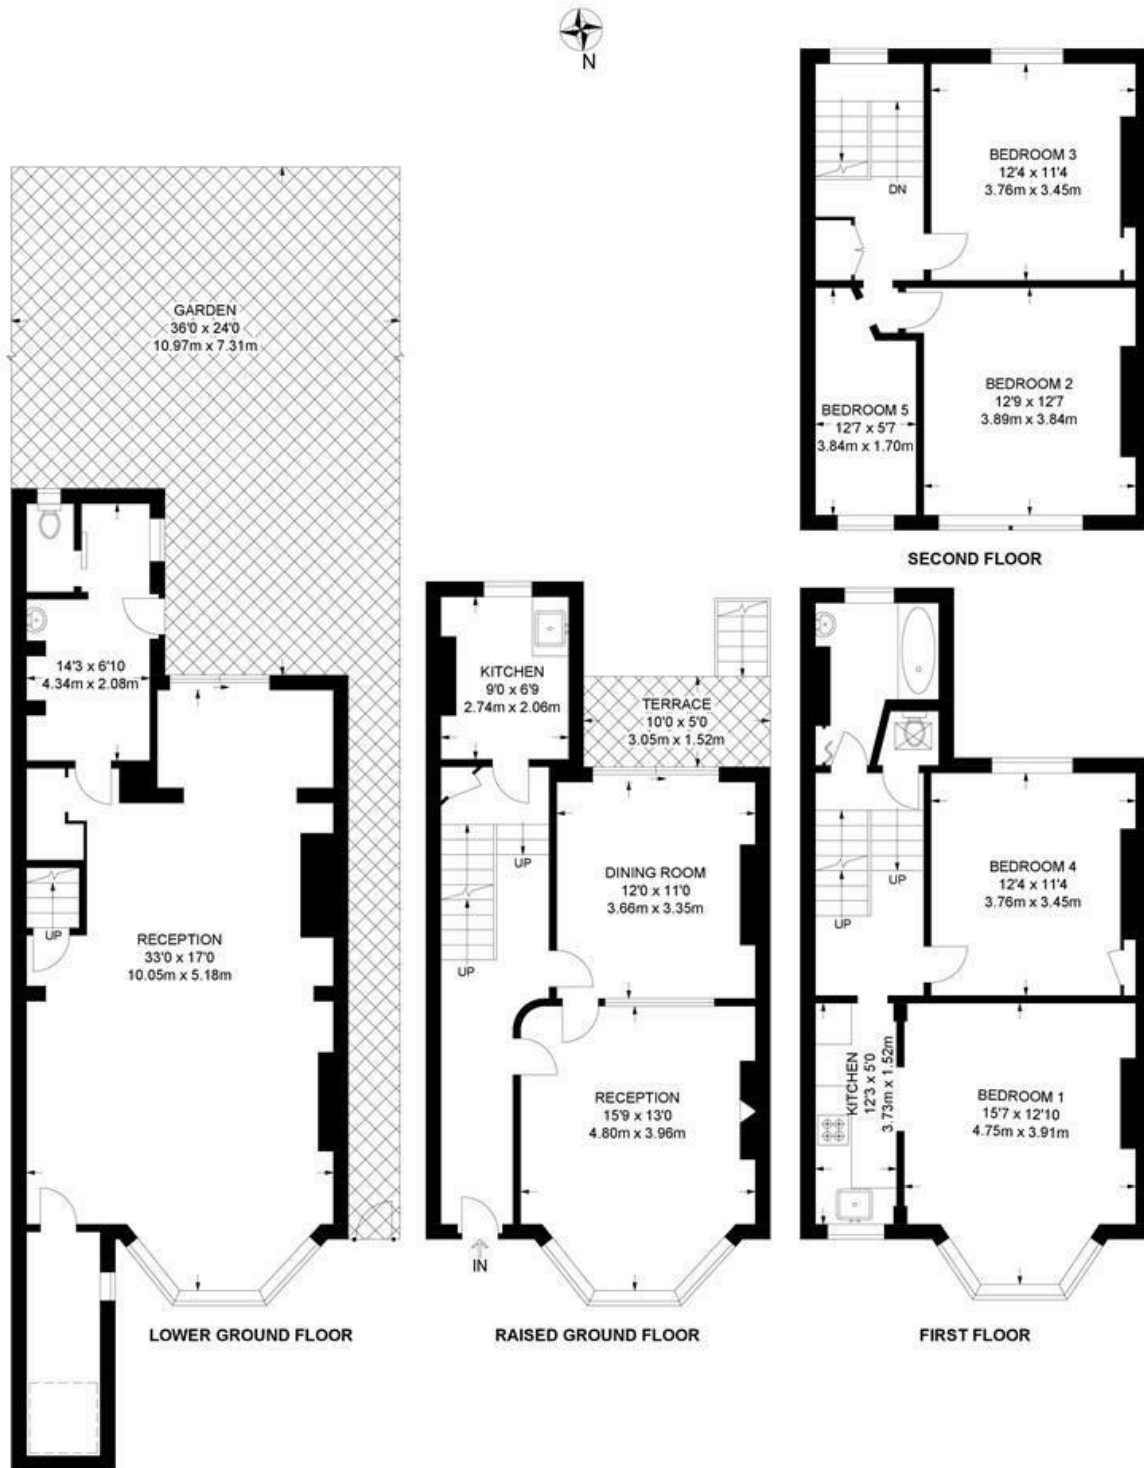 N
GARDEN
36'0 x 24'0
10.97m x 7.31m
14'3 x 6'10
4.34m x 2.08m
UP
RECEPTION
33'0 x 17'0
10.05m x 5.18m
LOWER GROUND FLOOR
KITCHEN
9'0 x 6'9
2.74m x 2.06m
TERRACE
10'0 x 5'0
3.05m x 1.52m
UP
DINING ROOM
12'0 x 11'0
3.66m x 3.35m
UP
RECEPTION
15'9 x 13'0
4.80m x 3.96m
IN
RAISED GROUND FLOOR
BEDROOM 3
12'4 x 11'4
3.76m x 3.45m
DN
BEDROOM 2
12'9 x 12'7
3.89m x 3.84m
BEDROOM 5
12'7 x 5'7
3.84m x 1.70m
SECOND FLOOR
BEDROOM 4
12'4 x 11'4
3.76m x 3.45m
UP
UP
KITCHEN
12'3 x 5'0
3.73m x 1.52m
BEDROOM 1
15'7 x 12'10
4.75m x 3.91m
FIRST FLOOR